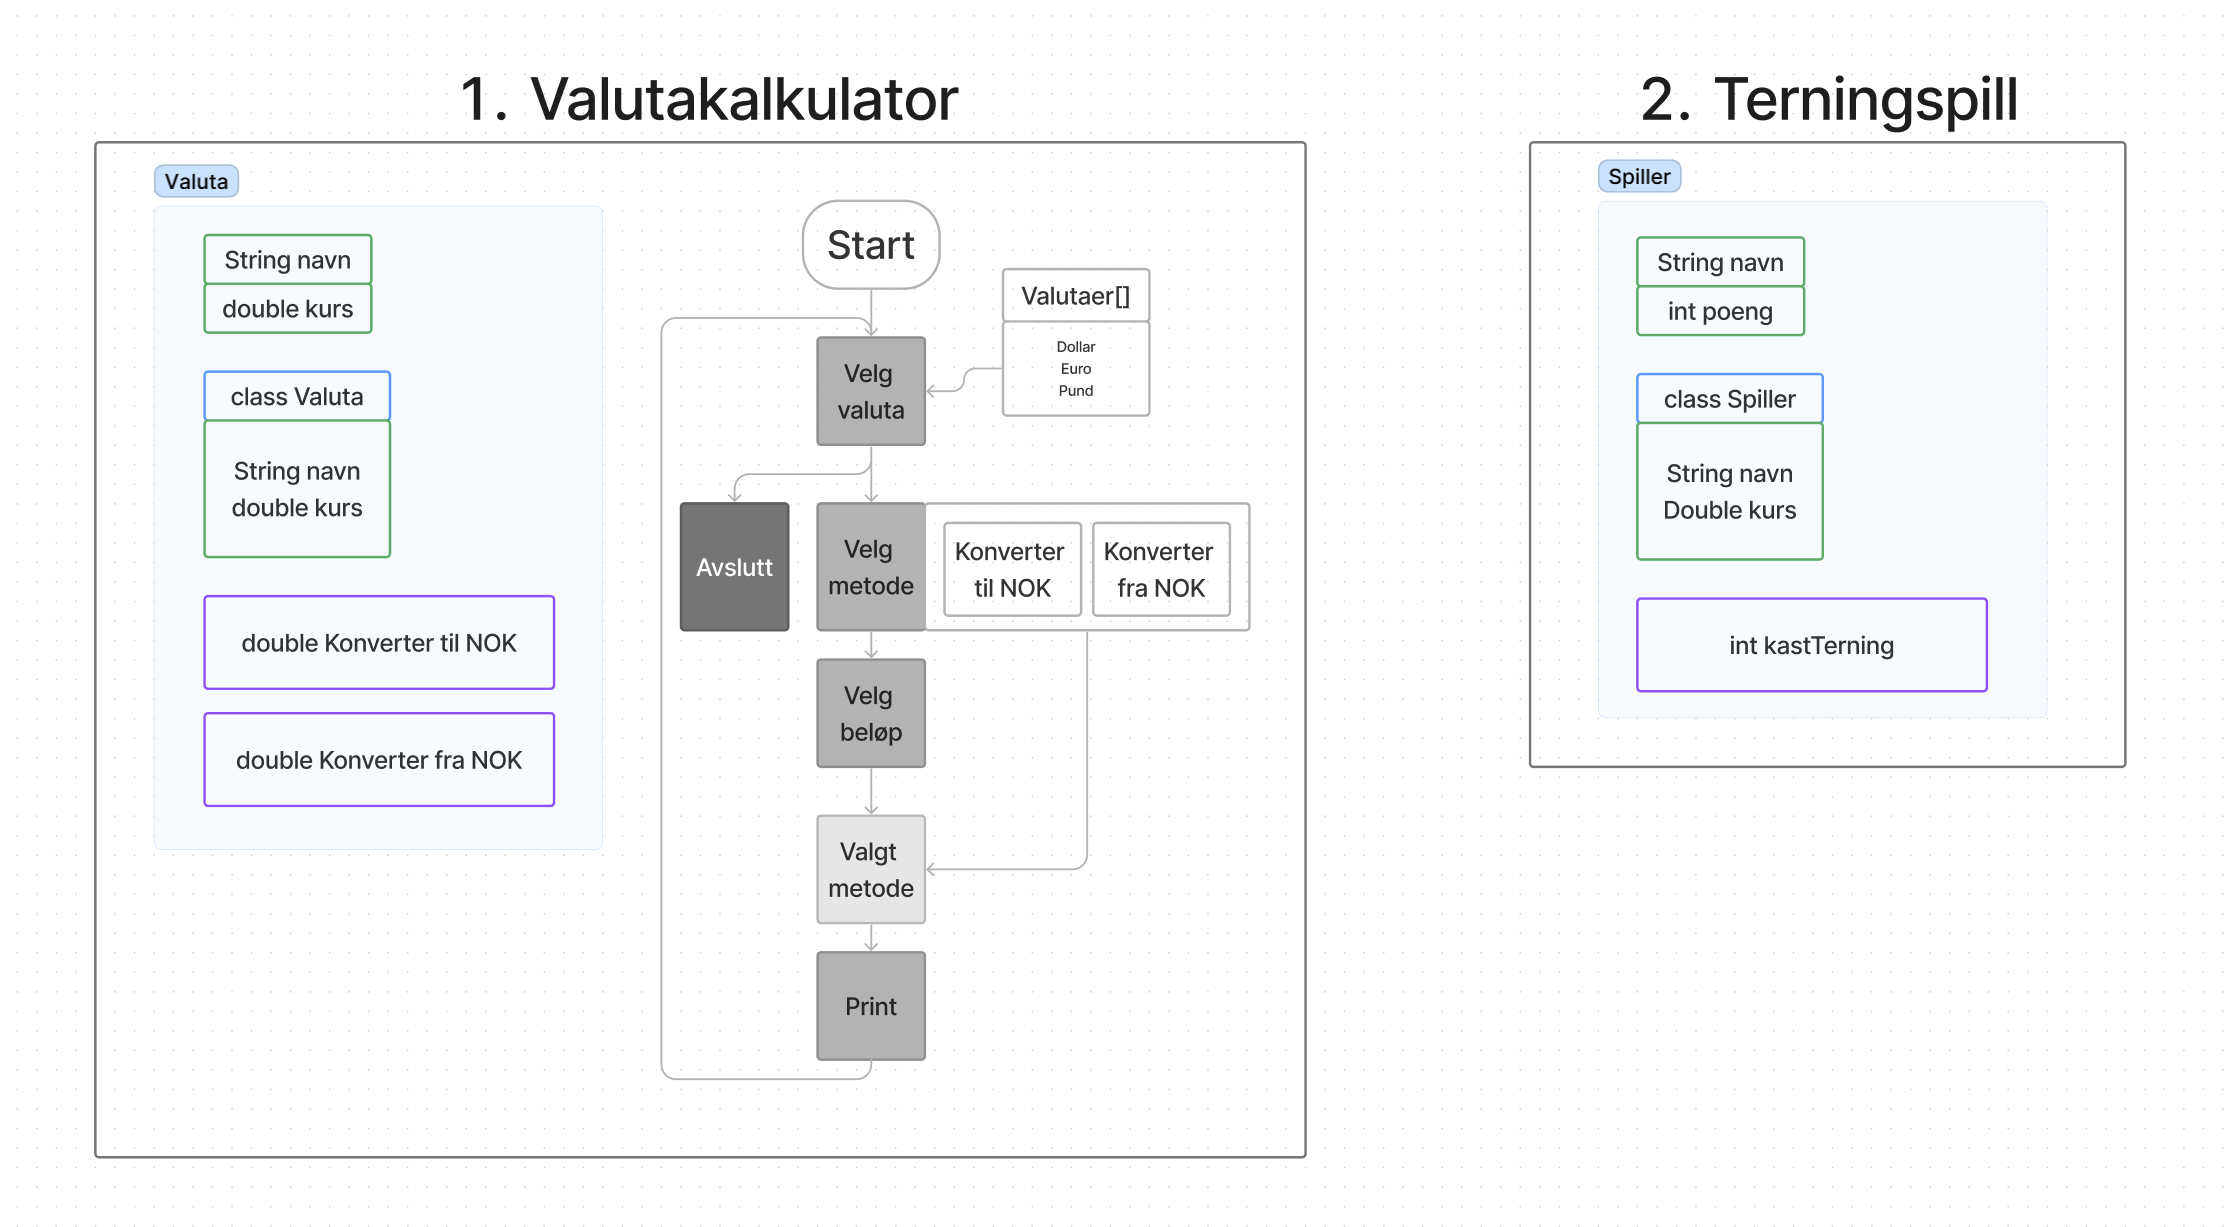 1. Valutakalkulator
Valuta
String navn
double kurs
class Valuta
String navn
double kurs
double Konverter til NOK
double Konverter fra NOK
Start
Valutaer[]
Dollar
Euro
Pund
Velg
valuta
Avslutt
Velg
metode
Konverter
til NOK
Konverter
fra NOK
Velg
beløp
Valgt
metode
Print
2. Terningspill
Spiller
String navn
int poeng
class Spiller
String navn
Double kurs
int kastTerning